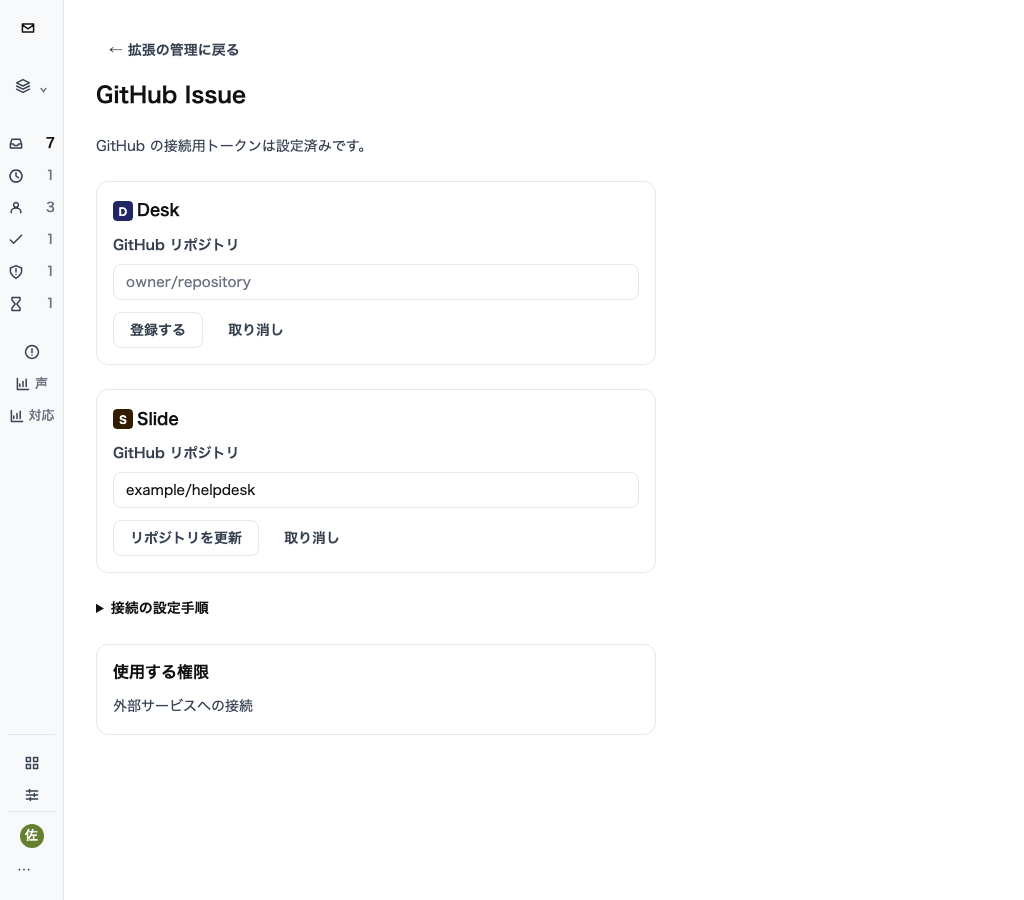 ← 拡張の管理に戻る
GitHub Issue
GitHub の接続用トークンは設定済みです。
D Desk
GitHub リポジトリ
owner/repository
登録する 取り消し
S Slide
GitHub リポジトリ
example/helpdesk
リポジトリを更新 取り消し
▶ 接続の設定手順
使用する権限
外部サービスへの接続
7
1
3
1
1
1
声
対応
佐
…